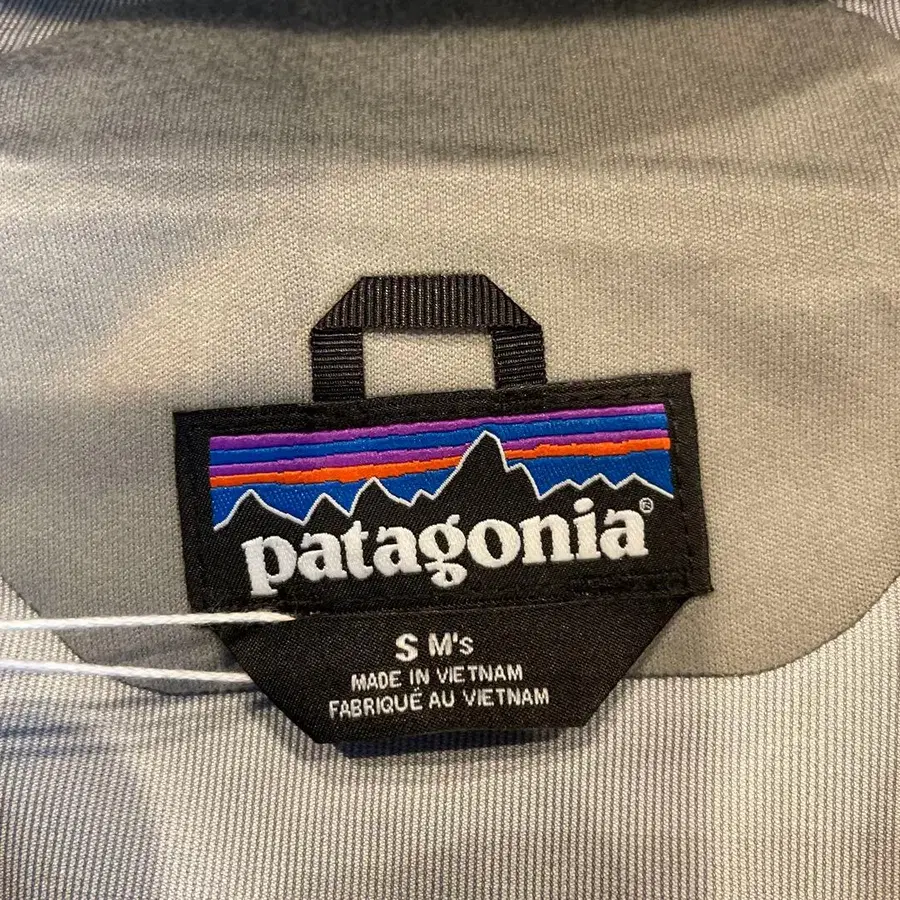 patagonia®
S M's
MADE IN VIETNAM
FABRIQUÉ AU VIETNAM